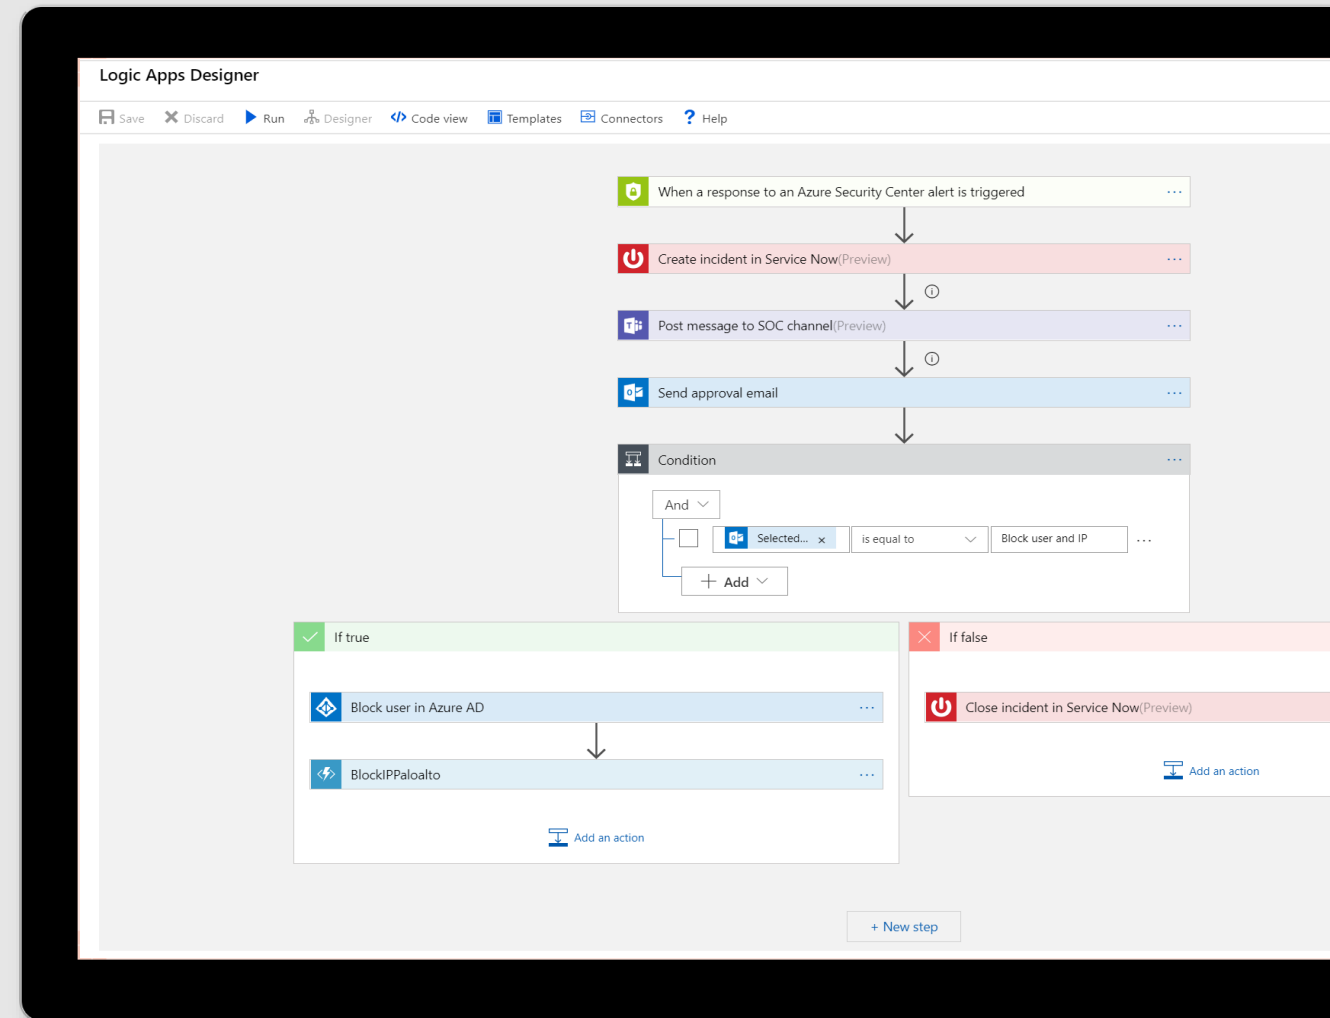 Logic Apps Designer
Save Discard Run Designer Code view Templates Connectors ? Help
When a response to an Azure Security Center alert is triggered ...
Create incident in Service Now(Preview) ...
Post message to SOC channel(Preview) ...
Send approval email ...
Condition ...
And
Selected... x is equal to Block user and IP ...
+ Add
If true If false
Block user in Azure AD ... Close incident in Service Now(Preview)
BlockIPPaloalto ...
Add an action
Add an action
+ New step